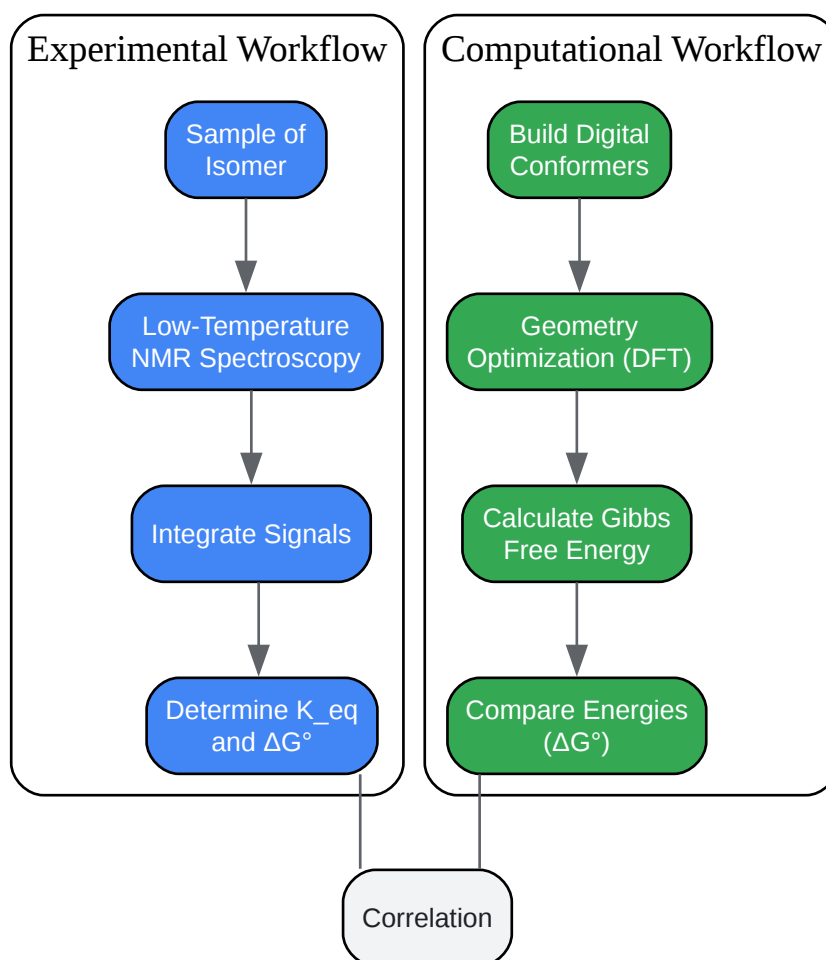 Experimental Workflow
Sample of
Isomer
Low-Temperature
NMR Spectroscopy
Integrate Signals
Determine K_eq
and ΔG°
Computational Workflow
Build Digital
Conformers
Geometry
Optimization (DFT)
Calculate Gibbs
Free Energy
Compare Energies
(ΔG°)
Correlation